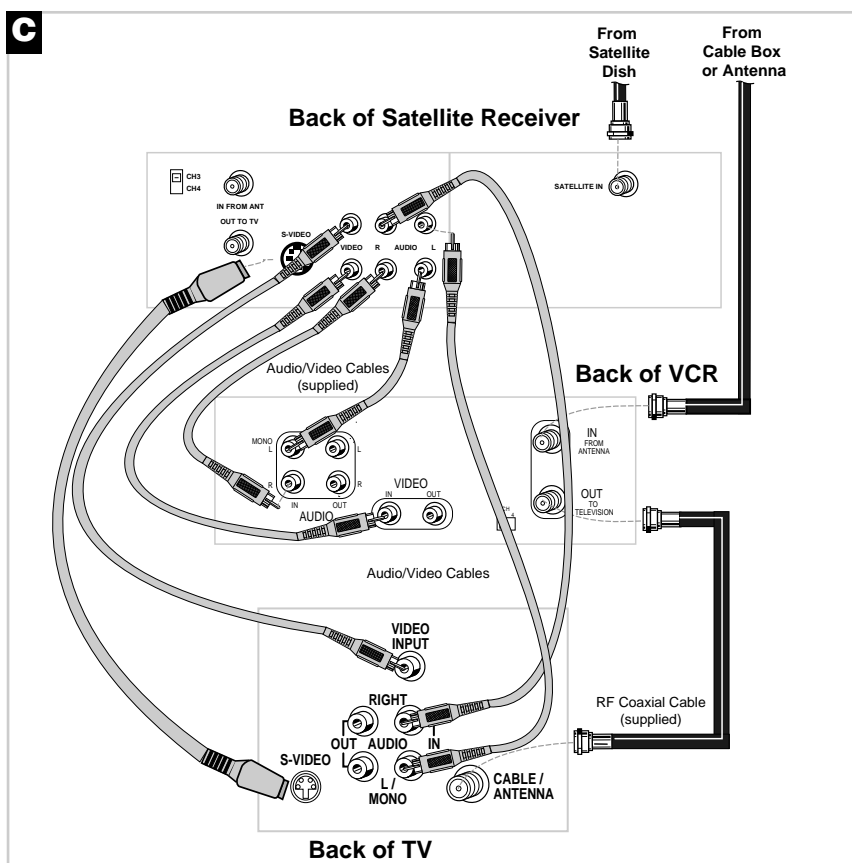 C
From
Satellite
Dish
From
Cable Box
or Antenna
Back of Satellite Receiver
CH3
CH4
IN FROM ANT
OUT TO TV
S-VIDEO
VIDEO R AUDIO L
SATELLITE IN
Audio/Video Cables
(supplied)
Back of VCR
MONO
L
L
R
R
IN
OUT
AUDIO
VIDEO
IN
OUT
CH
4
IN
FROM
ANTENNA
OUT
TO
TELEVISION
Audio/Video Cables
VIDEO
INPUT
RIGHT
OUT AUDIO IN
L /
MONO
S-VIDEO
CABLE /
ANTENNA
RF Coaxial Cable
(supplied)
Back of TV